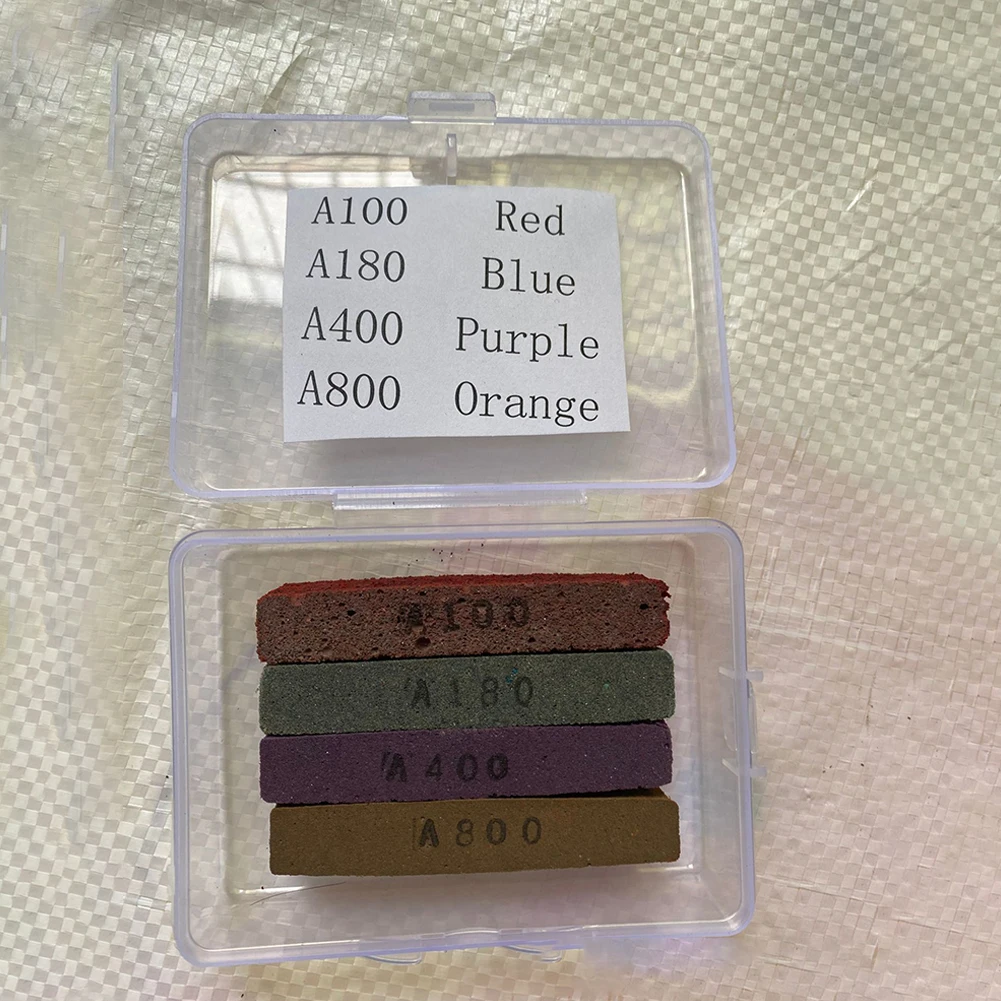 A100 Red
A180 Blue
A400 Purple
A800 Orange
A100
A180
A400
A800